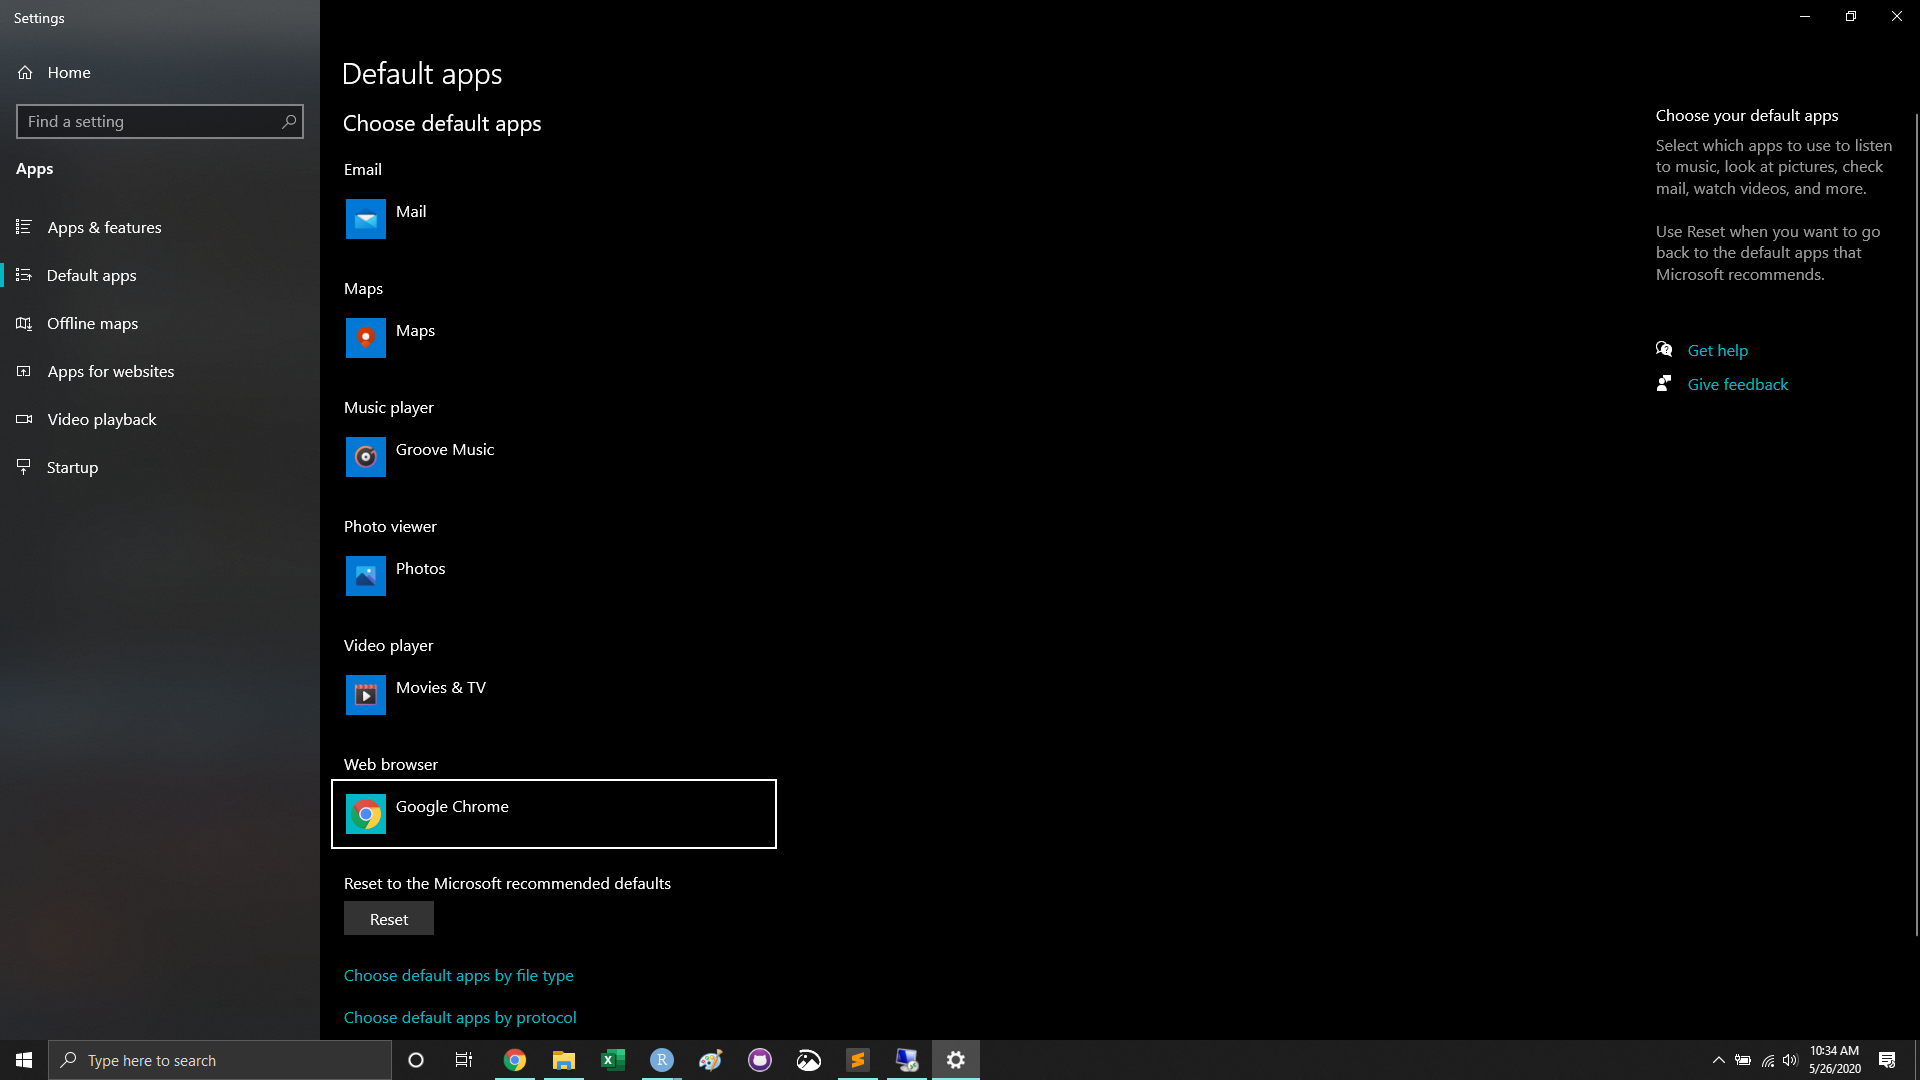 Settings
Home
Find a setting
Apps
Apps & features
Default apps
Offline maps
Apps for websites
Video playback
Startup
Default apps
Choose default apps
Email
Mail
Maps
Maps
Music player
Groove Music
Photo viewer
Photos
Video player
Movies & TV
Web browser
Google Chrome
Reset to the Microsoft recommended defaults
Reset
Choose default apps by file type
Choose default apps by protocol
Choose your default apps
Select which apps to use to listen
to music, look at pictures, check
mail, watch videos, and more.
Use Reset when you want to go
back to the default apps that
Microsoft recommends.
Get help
Give feedback
Type here to search
R
10:34 AM
5/26/2020